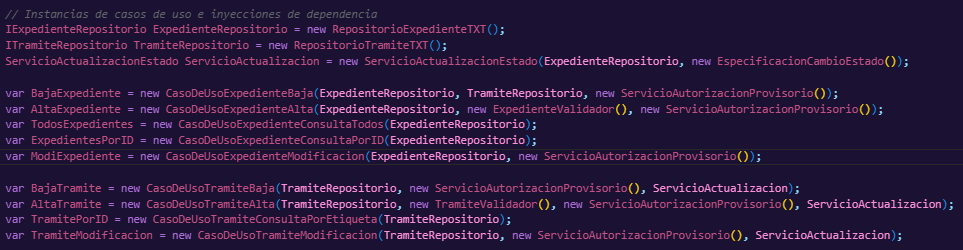 // Instancias de casos de uso e inyecciones de dependencia
IExpedienteRepositorio ExpedienteRepositorio = new RepositorioExpedienteTXT();
ITramiteRepositorio TramiteRepositorio = new RepositorioTramiteTXT();
ServicioActualizacionEstado ServicioActualizacion = new ServicioActualizacionEstado(ExpedienteRepositorio, new EspecificacionCambioEstado());
var BajaExpediente = new CasoDeUsoExpedienteBaja(ExpedienteRepositorio, TramiteRepositorio, new ServicioAutorizacionProvisorio());
var AltaExpediente = new CasoDeUsoExpedienteAlta(ExpedienteRepositorio, new ExpedienteValidador(), new ServicioAutorizacionProvisorio());
var TodosExpedientes = new CasoDeUsoExpedienteConsultaTodos(ExpedienteRepositorio);
var ExpedientesPorID = new CasoDeUsoExpedienteConsultaPorID(ExpedienteRepositorio);
var ModiExpediente = new CasoDeUsoExpedienteModificacion(ExpedienteRepositorio, new ServicioAutorizacionProvisorio());
var BajaTramite = new CasoDeUsoTramiteBaja(TramiteRepositorio, new ServicioAutorizacionProvisorio(), ServicioActualizacion);
var AltaTramite = new CasoDeUsoTramiteAlta(TramiteRepositorio, new TramiteValidador(), new ServicioAutorizacionProvisorio(), ServicioActualizacion);
var TramitePorID = new CasoDeUsoTramiteConsultaPorEtiqueta(TramiteRepositorio);
var TramiteModificacion = new CasoDeUsoTramiteModificacion(TramiteRepositorio, new ServicioAutorizacionProvisorio(), ServicioActualizacion);